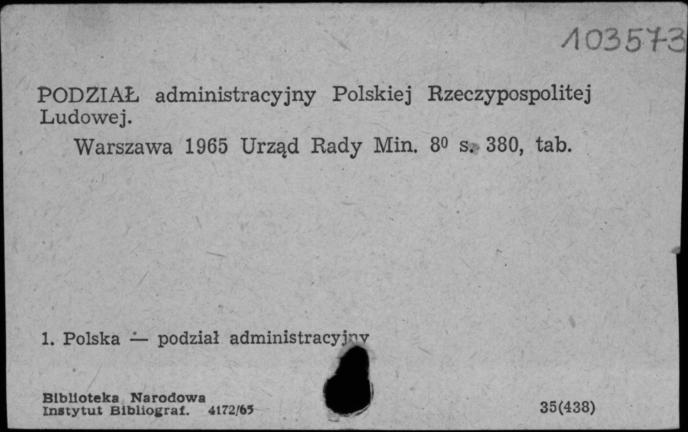 103573
PODZIAŁ administracyjny Polskiej Rzeczypospolitej
Ludowej.
Warszawa 1965 Urząd Rady Min. 8⁰ s. 380, tab.
1. Polska — podział administracyjny
Biblioteka Narodowa
Instytut Bibliograf. 4172/65
35(438)